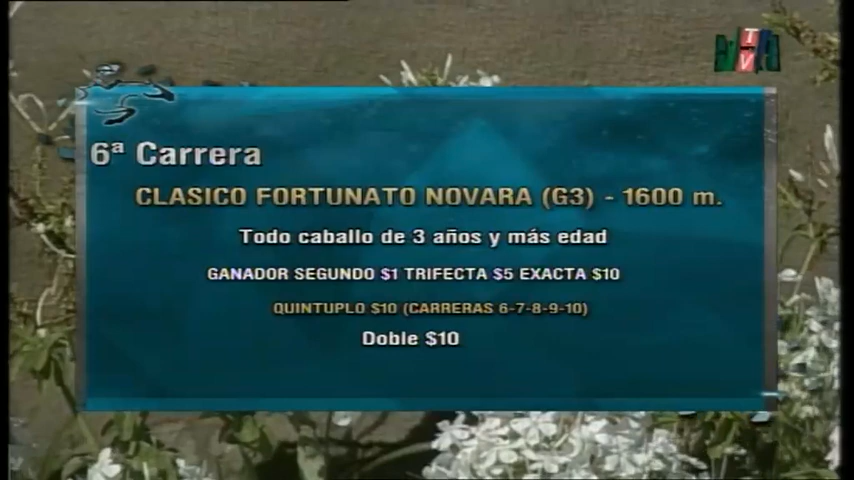 TV
6ª Carrera
CLASICO FORTUNATO NOVARA (G3) - 1600 m.
Todo caballo de 3 años y más edad
GANADOR SEGUNDO $1 TRIFECTA $5 EXACTA $10
QUINTUPLO $10 (CARRERAS 6-7-8-9-10)
Doble $10